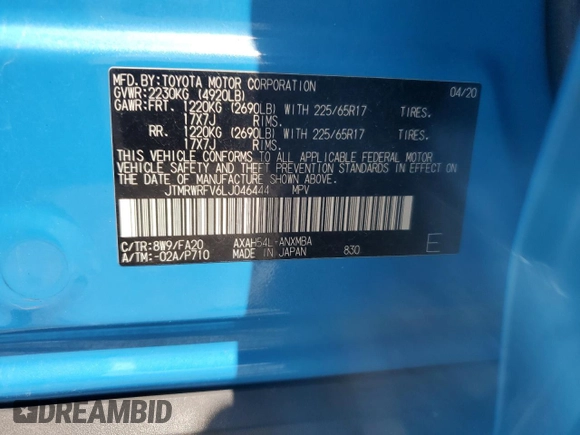 MFD.BY:TOYOTA MOTOR CORPORATION 04/20
GVWR:2230KG (4920LB)
GAWR:FRT. 1220KG (2690LB) WITH 225/65R17 TIRES.
17X7J RIMS.
RR. 1220KG (2690LB) WITH 225/65R17 TIRES.
17X7J RIMS.
THIS VEHICLE CONFORMS TO ALL APPLICABLE FEDERAL MOTOR
VEHICLE SAFETY AND THEFT PREVENTION STANDARDS IN EFFECT ON
THE DATE OF MANUFACTURE SHOWN ABOVE.
JTMRWRFV6LJ046444 MPV
C/TR:8W9/FA20 AXAH54L-ANXMBA
A/TM:-02A/P710 MADE IN JAPAN 830 E
DREAMBID